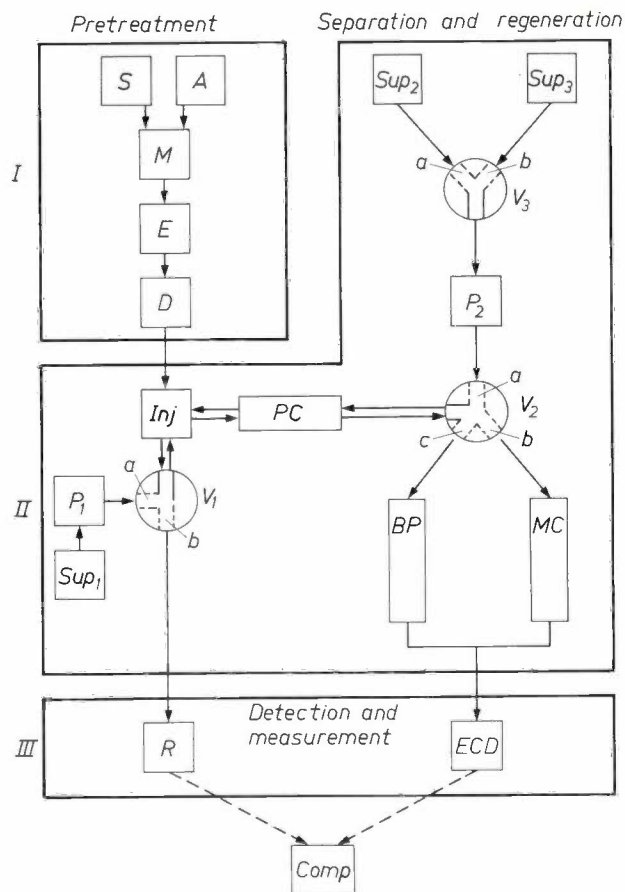 Pretreatment
Separation and regeneration
I
S
A
M
E
D
Sup2
Sup3
a
b
V3
P2
II
Inj
PC
a
V2
c
b
a
V1
b
P1
Sup1
BP
MC
III
Detection and
measurement
R
ECD
Comp